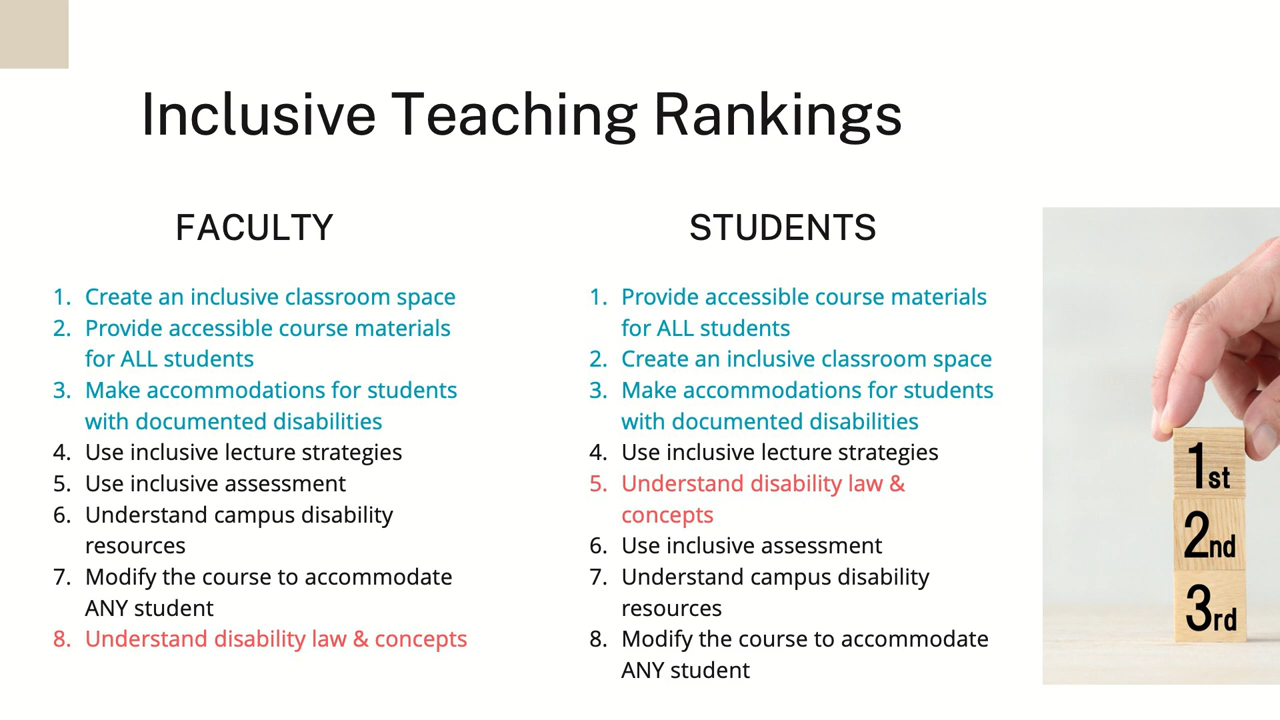 Inclusive Teaching Rankings
FACULTY
1. Create an inclusive classroom space
2. Provide accessible course materials
for ALL students
3. Make accommodations for students
with documented disabilities
4. Use inclusive lecture strategies
5. Use inclusive assessment
6. Understand campus disability
resources
7. Modify the course to accommodate
ANY student
8. Understand disability law & concepts
STUDENTS
1. Provide accessible course materials
for ALL students
2. Create an inclusive classroom space
3. Make accommodations for students
with documented disabilities
4. Use inclusive lecture strategies
5. Understand disability law &
concepts
6. Use inclusive assessment
7. Understand campus disability
resources
8. Modify the course to accommodate
ANY student
1st
2nd
3rd